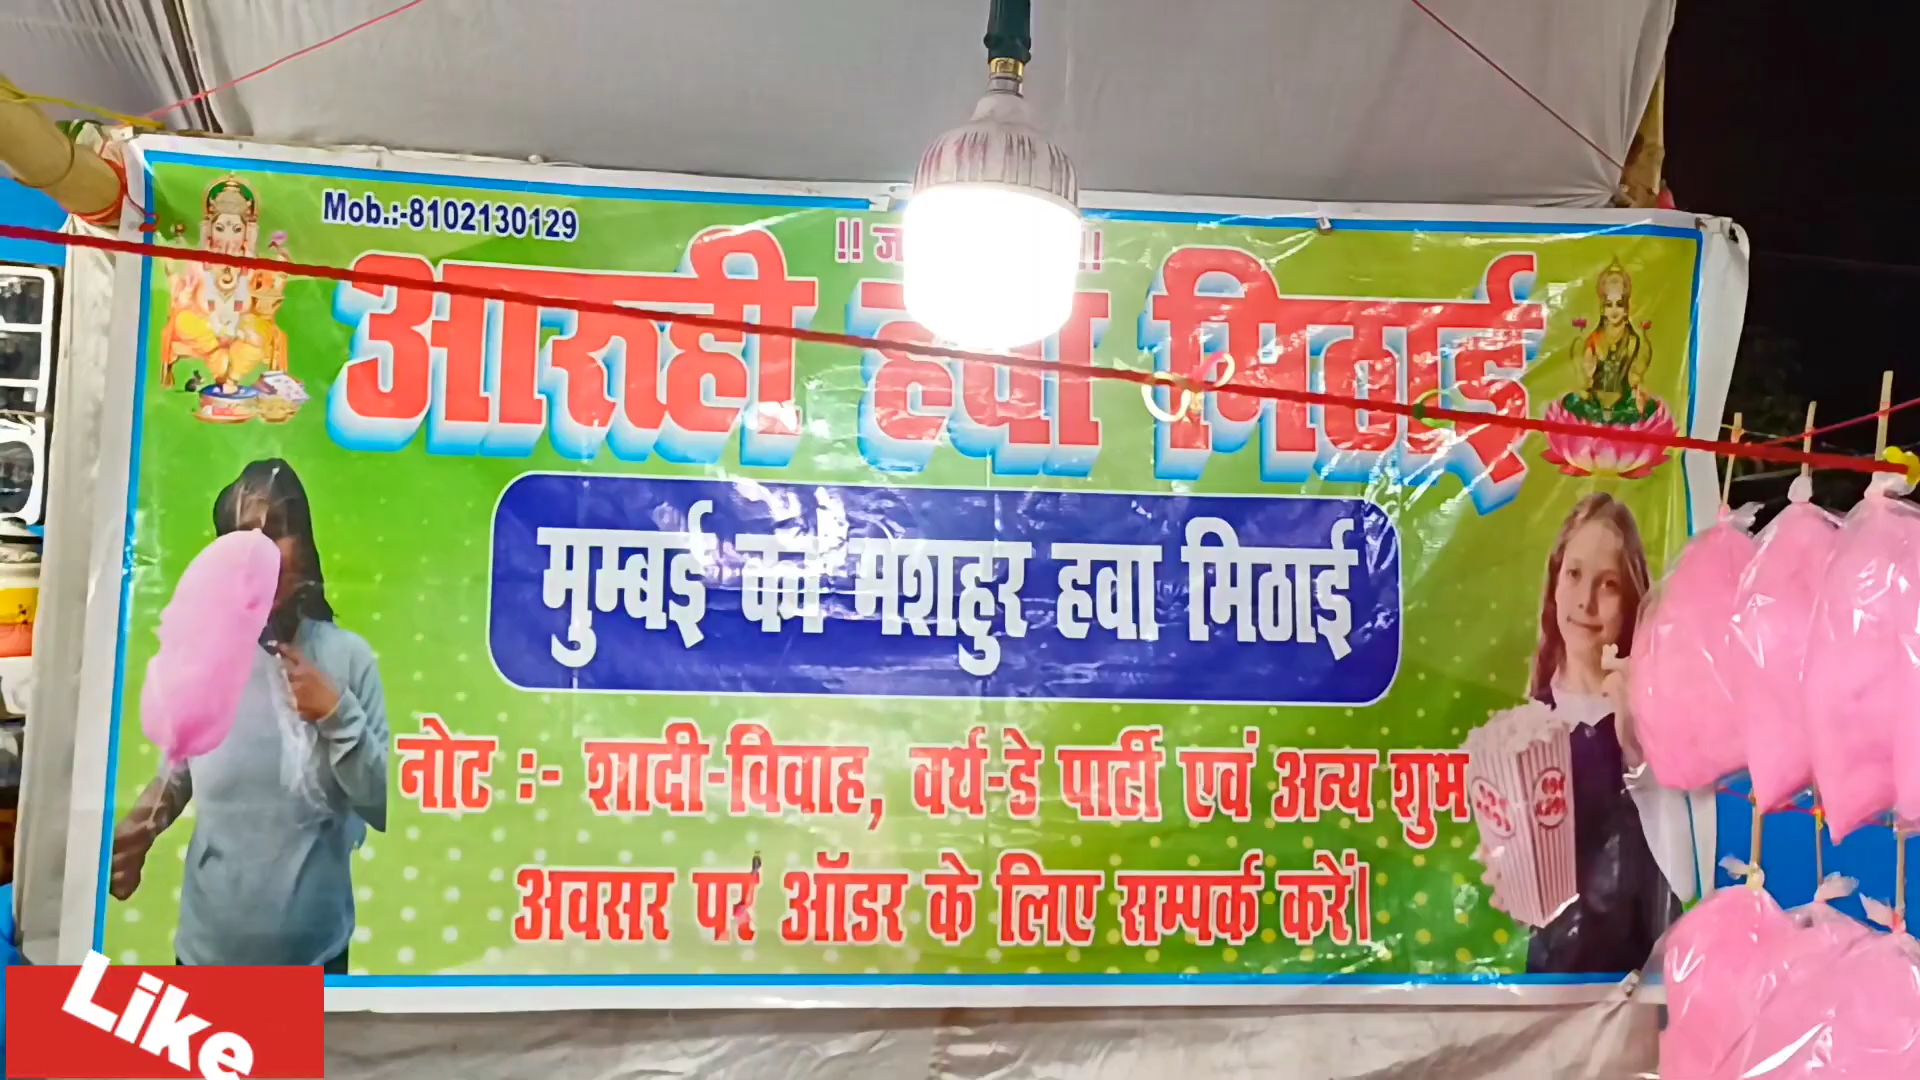 Mob.:-8102130129
!! !!
आरूही हवा मिठाई
मुम्बई का मशहुर हवा मिठाई
नोट :- शादी-विवाह, वर्थ-डे पार्टी एवं अन्य शुभ
अवसर पर ऑडर के लिए सम्पर्क करें।
Like